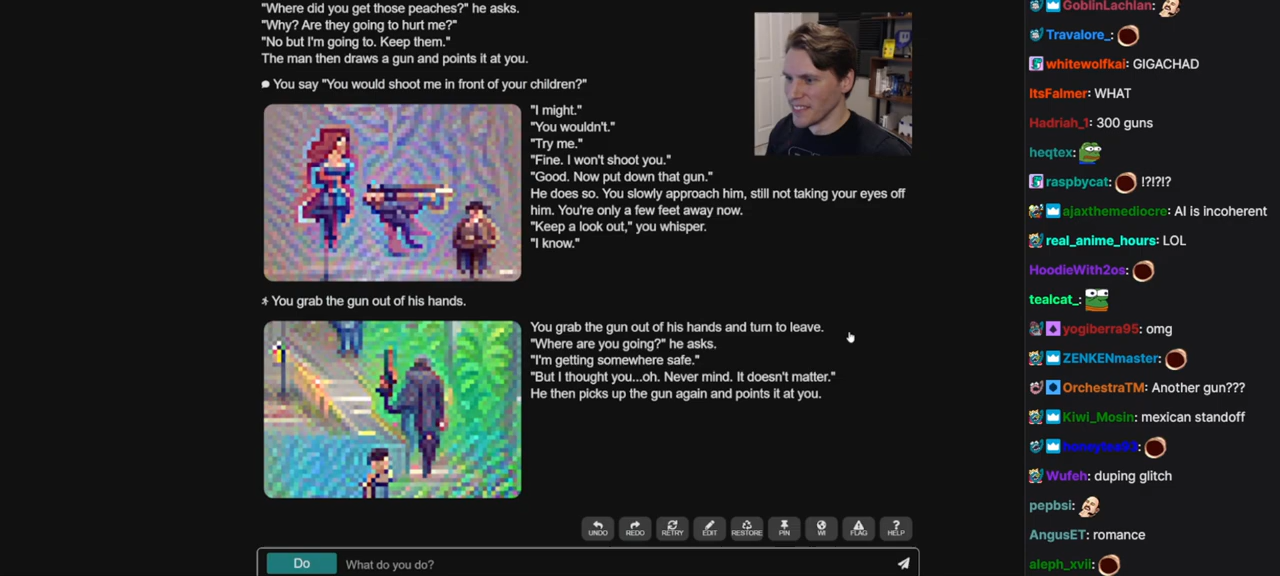 "Where did you get those peaches?" he asks.
"Why? Are they going to hurt me?"
"No but I'm going to. Keep them."
The man then draws a gun and points it at you.
You say "You would shoot me in front of your children?"
"I might."
"You wouldn't."
"Try me."
"Fine. I won't shoot you."
"Good. Now put down that gun."
He does so. You slowly approach him, still not taking your eyes off
him. You're only a few feet away now.
"Keep a look out," you whisper.
"I know."
You grab the gun out of his hands.
You grab the gun out of his hands and turn to leave.
"Where are you going?" he asks.
"I'm getting somewhere safe."
"But I thought you...oh. Never mind. It doesn't matter."
He then picks up the gun again and points it at you.
UNDO
REDO
RETRY
EDIT
RESTORE
PIN
WI
FLAG
HELP
Do
What do you do?
GoblinLachlan:
Travalore_:
whitewolfkai: GIGACHAD
ItsFalmer: WHAT
Hadriah_1: 300 guns
heqtex:
raspbycat: !?!?!?
ajaxthemediocre: AI is incoherent
real_anime_hours: LOL
HoodieWith2os:
tealcat_:
yogiberra95: omg
ZENKENmaster:
OrchestraTM: Another gun???
Kiwi_Mosin: mexican standoff
honeytea93:
Wufeh: duping glitch
pepbsi:
AngusET: romance
aleph_xvii: